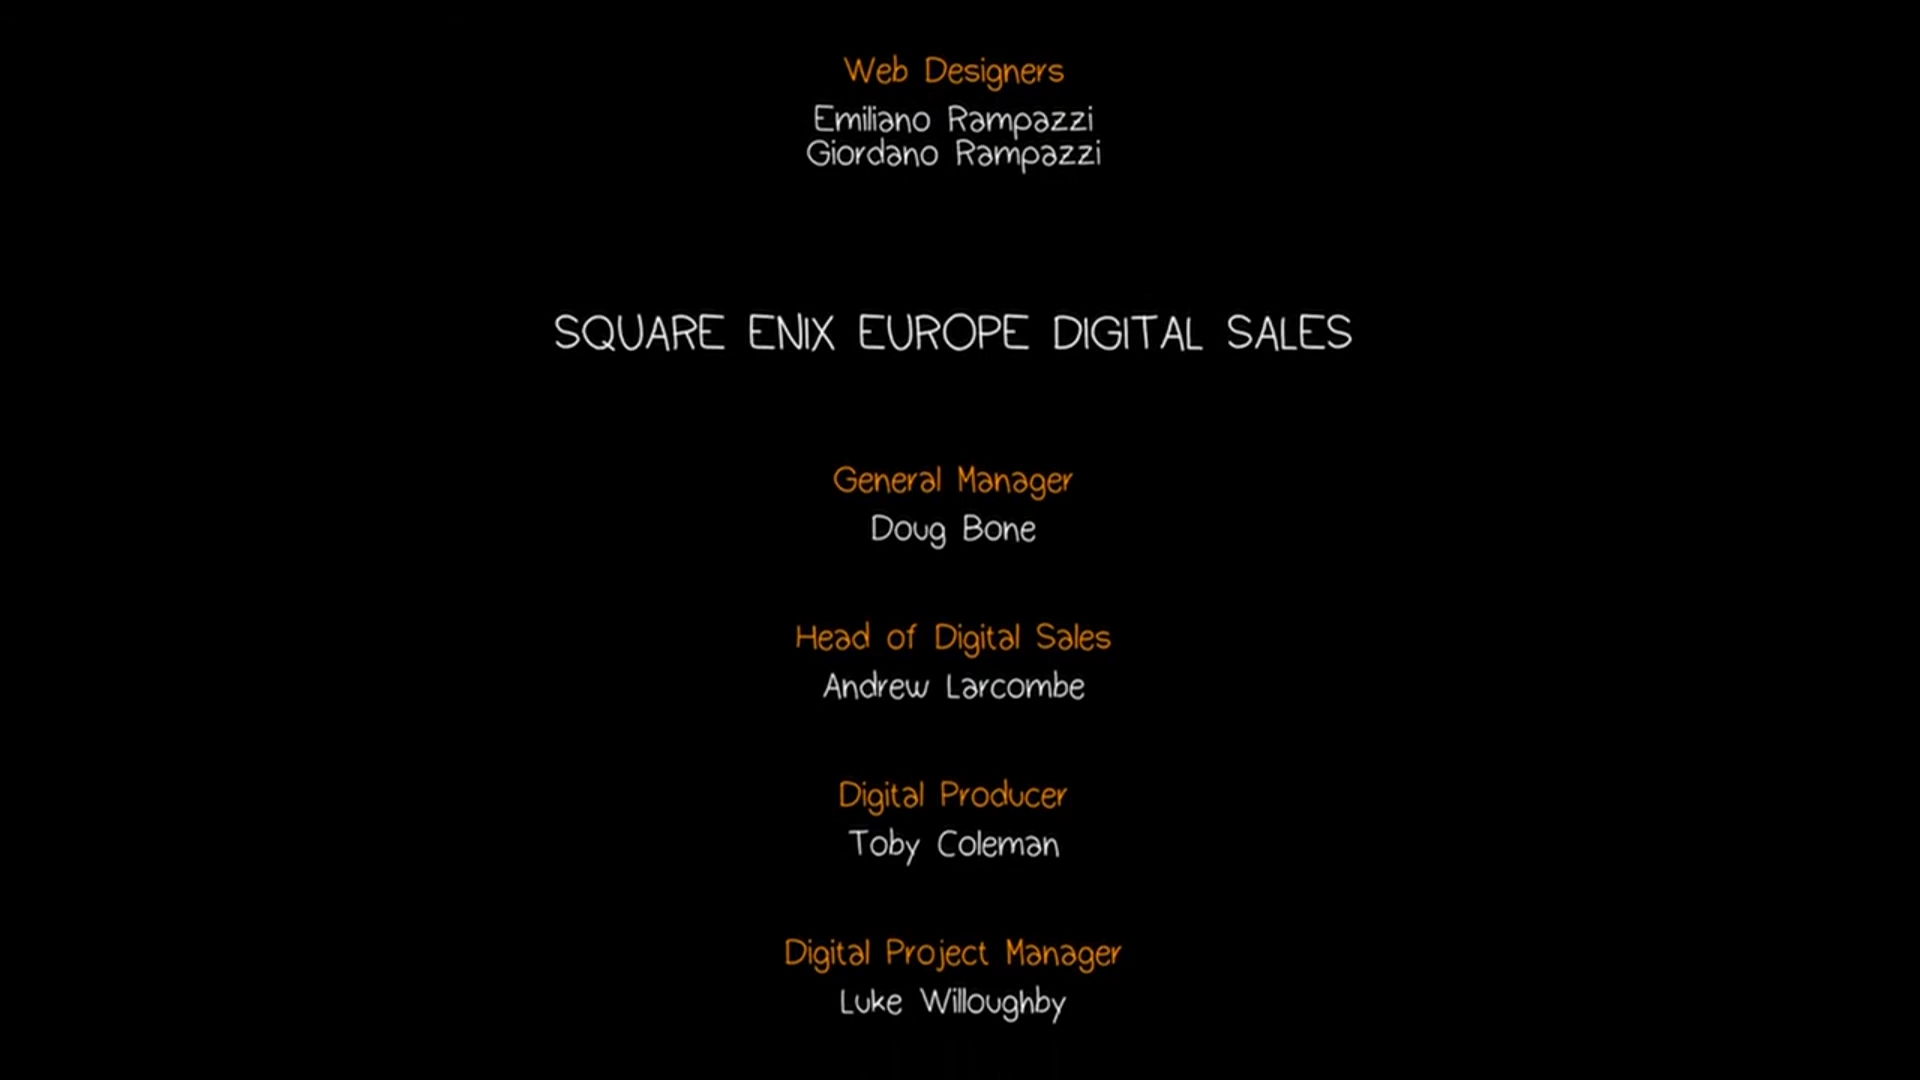 Web Designers
Emiliano Rampazzi
Giordano Rampazzi
SQUARE ENIX EUROPE DIGITAL SALES
General Manager
Doug Bone
Head of Digital Sales
Andrew Larcombe
Digital Producer
Toby Coleman
Digital Project Manager
Luke Willoughby